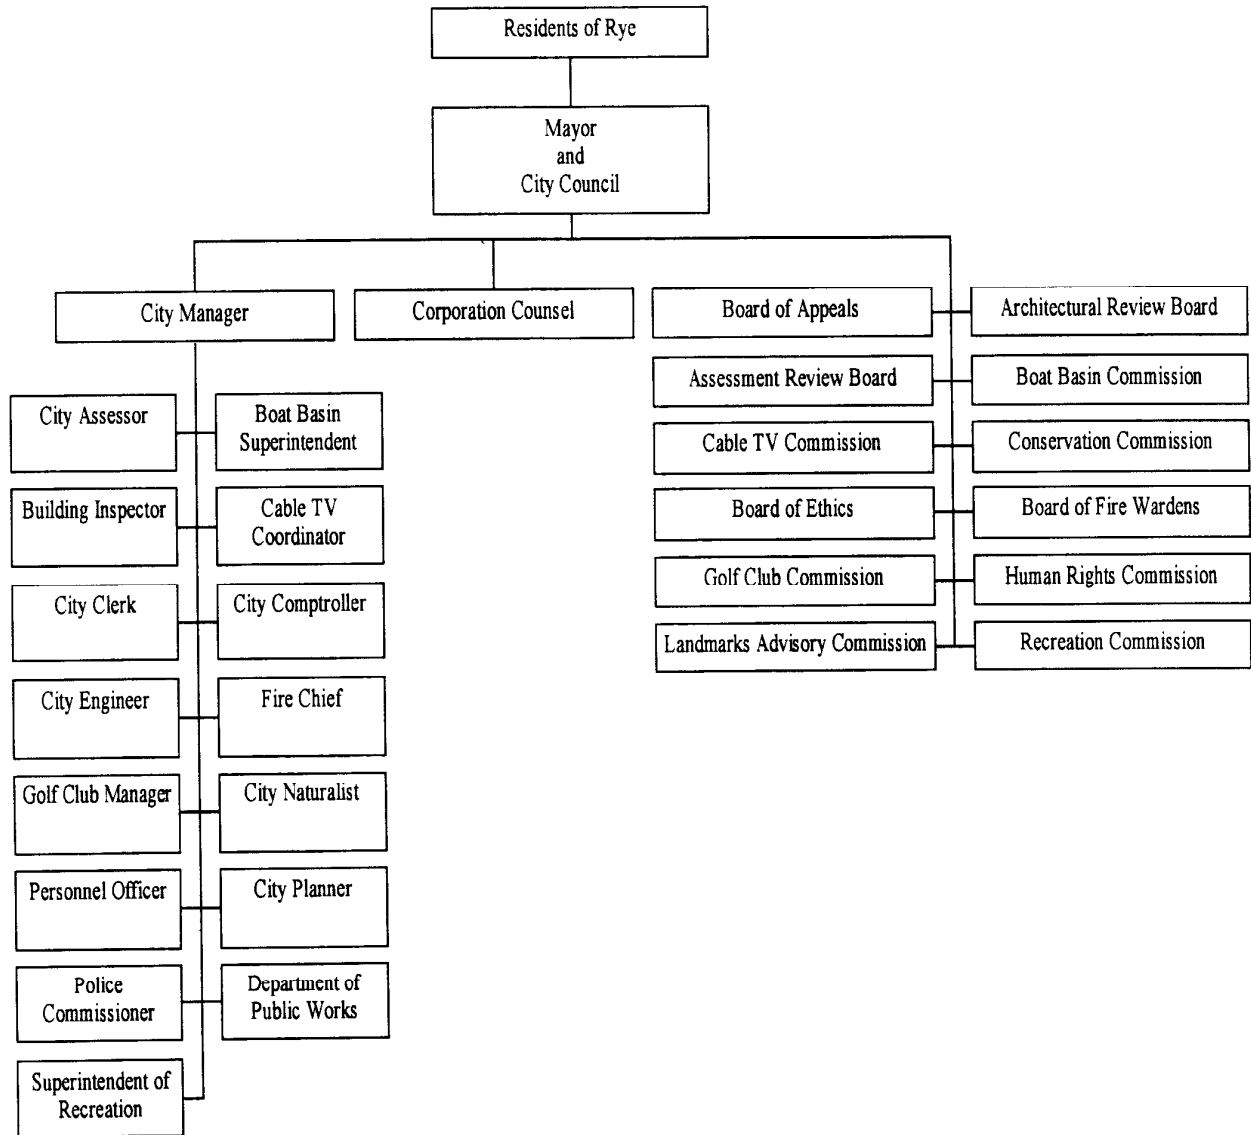 Residents of Rye
Mayor
and
City Council
City Manager
Corporation Counsel
Board of Appeals
Architectural Review Board
Assessment Review Board
Boat Basin Commission
Cable TV Commission
Conservation Commission
Board of Ethics
Board of Fire Wardens
Golf Club Commission
Human Rights Commission
Landmarks Advisory Commission
Recreation Commission
City Assessor
Boat Basin
Superintendent
Building Inspector
Cable TV
Coordinator
City Clerk
City Comptroller
City Engineer
Fire Chief
Golf Club Manager
City Naturalist
Personnel Officer
City Planner
Police
Commissioner
Department of
Public Works
Superintendent of
Recreation